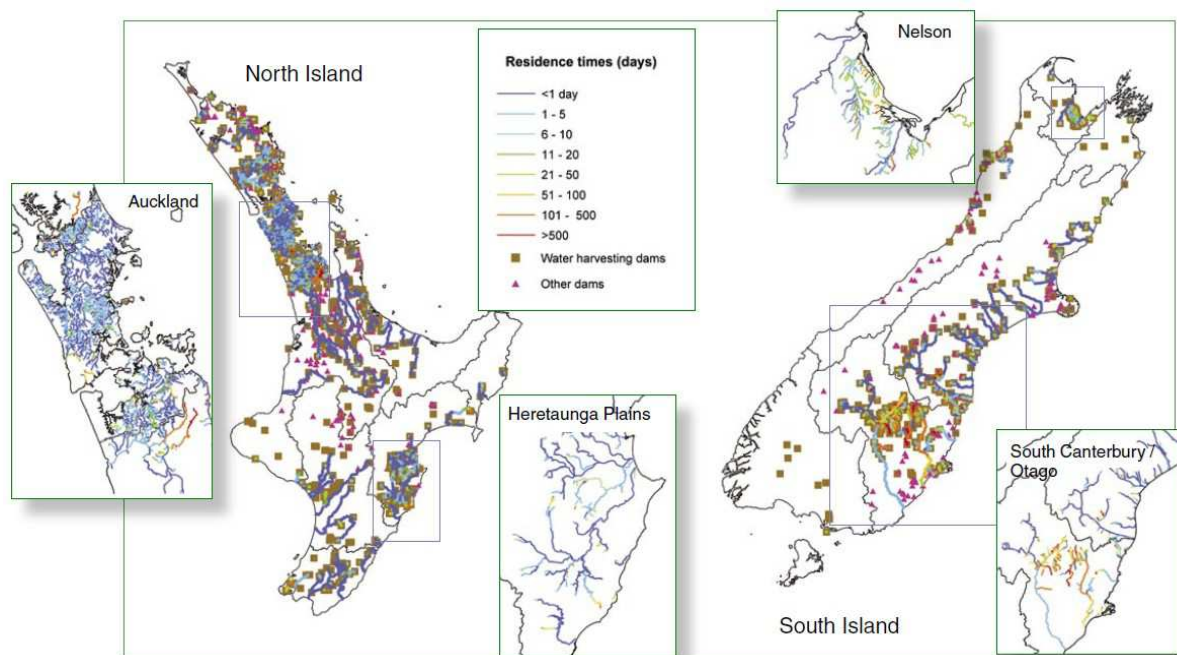 North Island
Residence times (days)
<1 day
1 - 5
6 - 10
11 - 20
21 - 50
51 - 100
101 - 500
>500
Water harvesting dams
Other dams
Nelson
Auckland
Heretaunga Plains
South Canterbury /
Otago
South Island